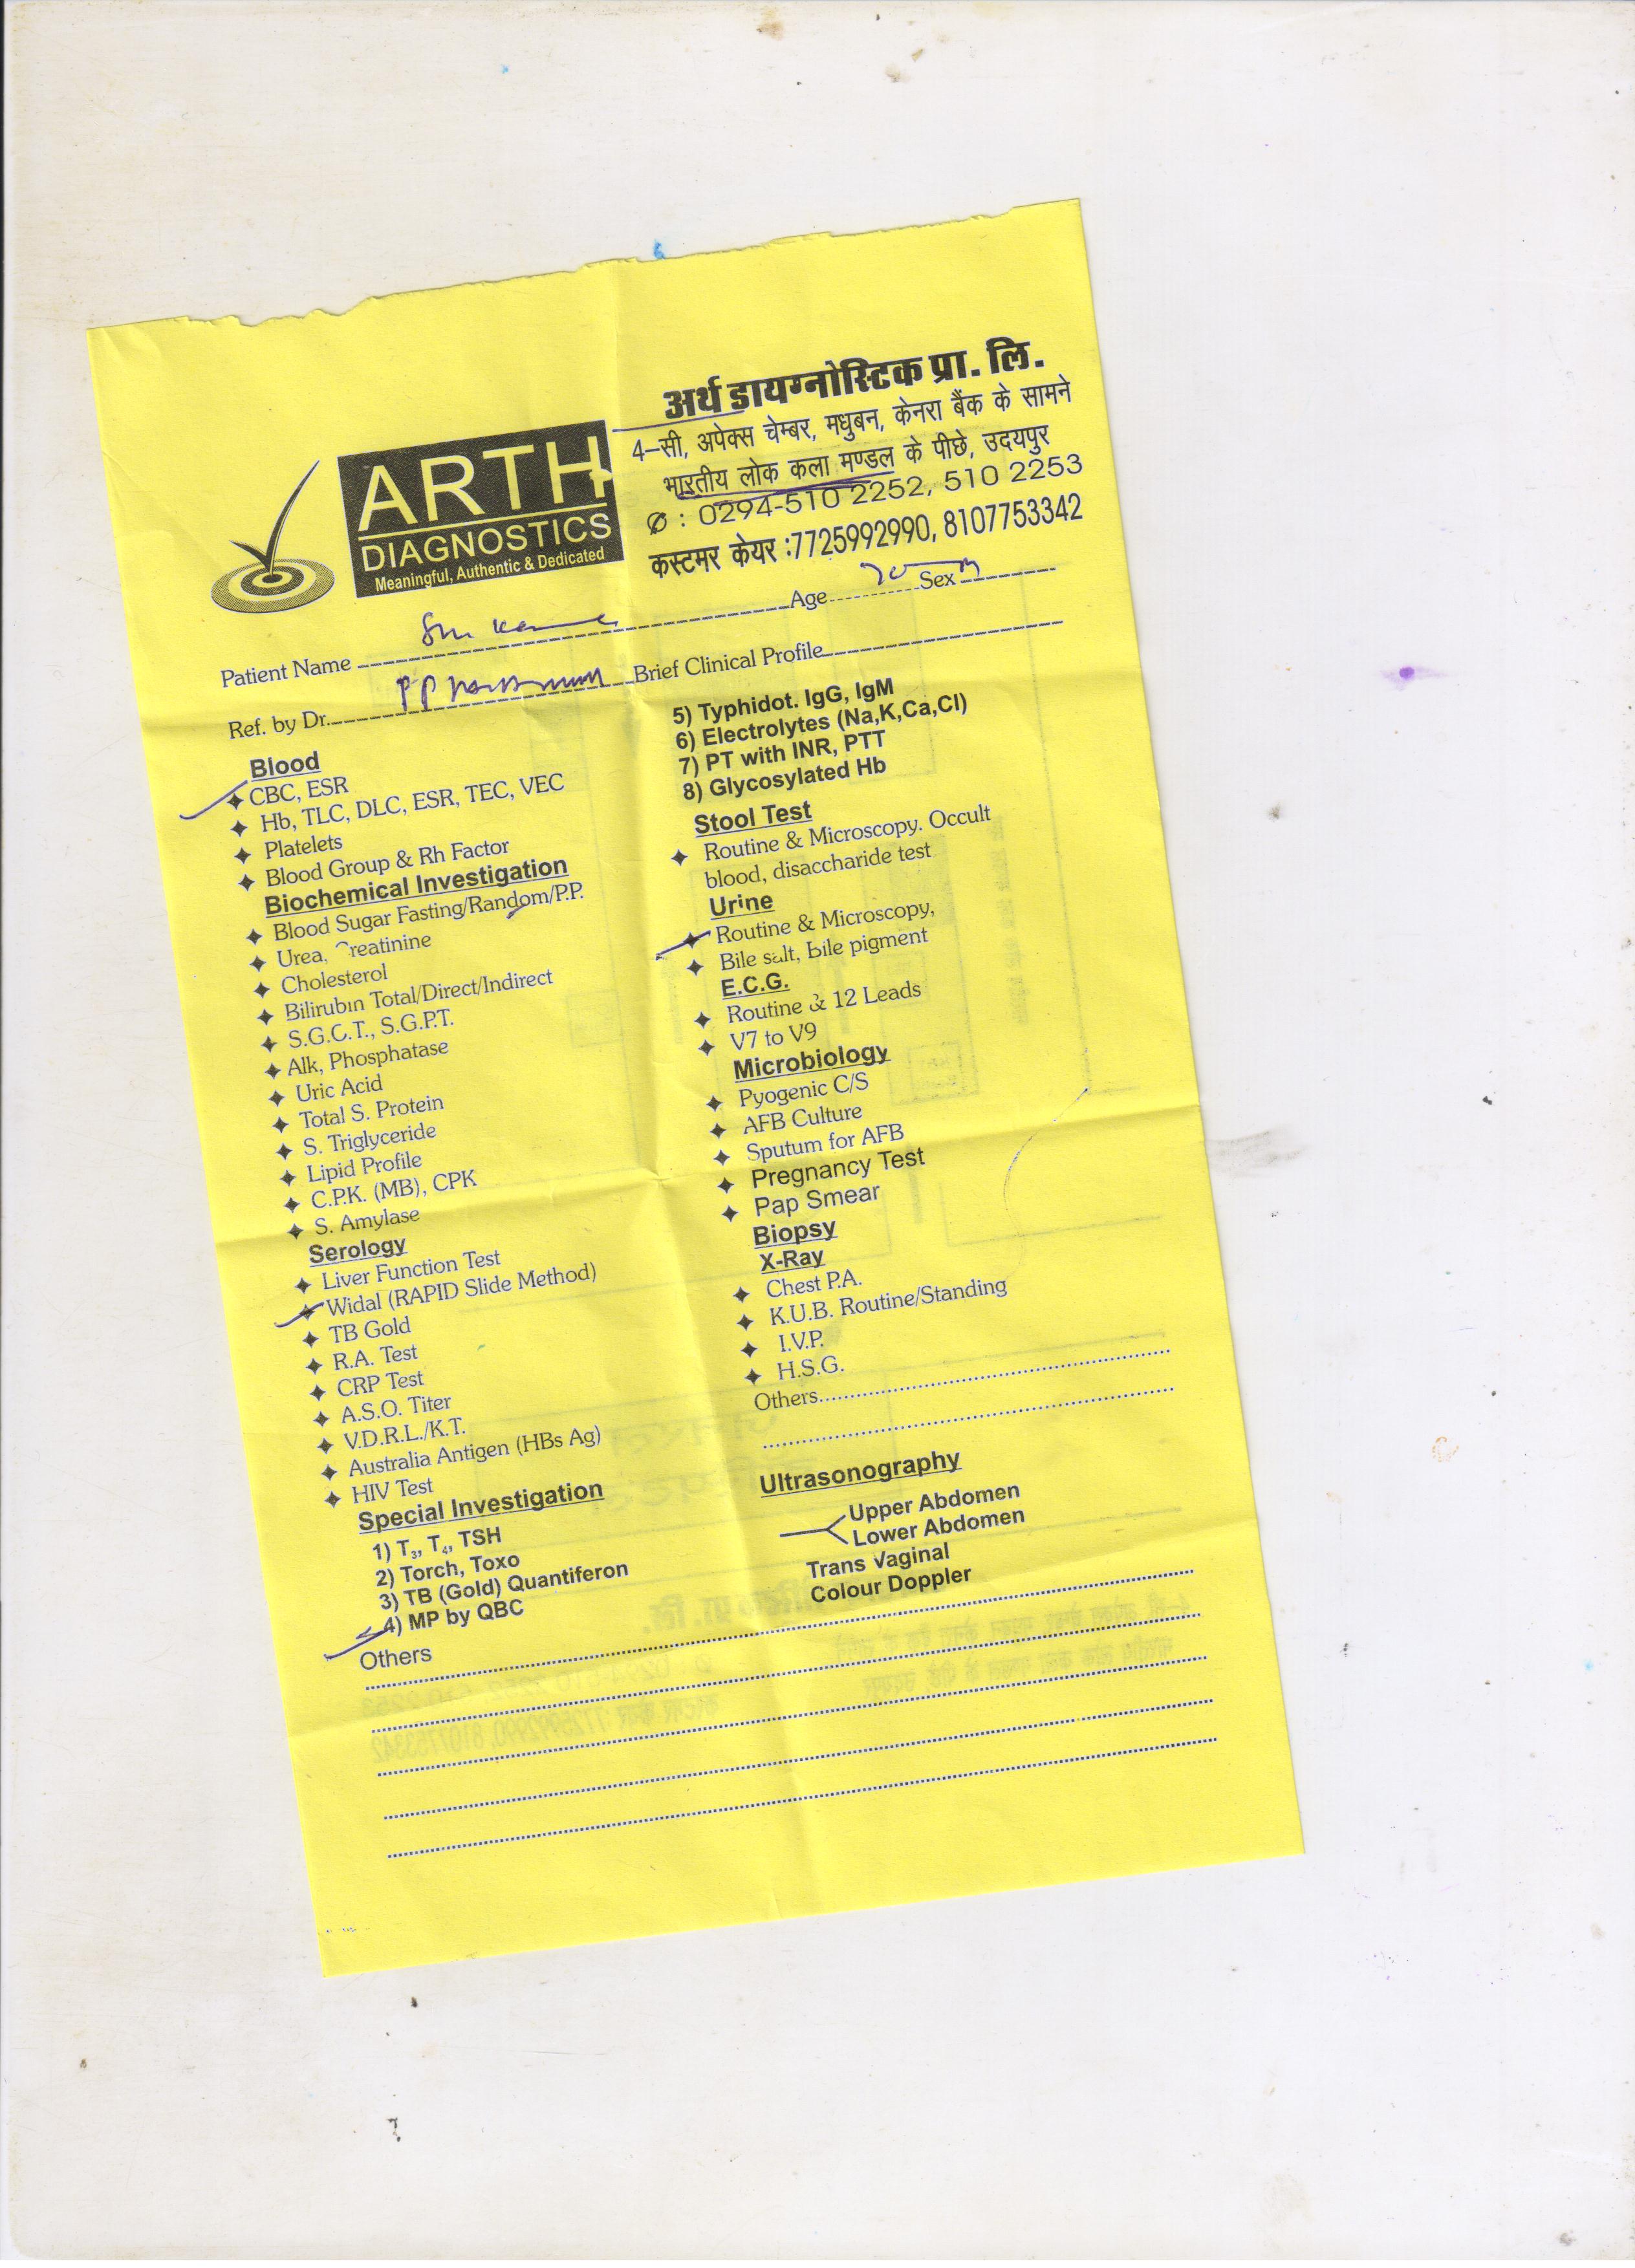 अर्थ डायग्नोस्टिक प्रा. लि.
4–सी, अपेक्स चेम्बर, मधुबन, केनरा बैंक के सामने
भारतीय लोक कला मण्डल के पीछे, उदयपुर
: 0294-510 2252, 510 2253
कस्टमर केयर :7725992990, 8107753342
ARTH
DIAGNOSTICS
Meaningful, Authentic & Dedicated
Patient Name Age Sex M
Ref. by Dr. Brief Clinical Profile
Blood
CBC, ESR
Hb, TLC, DLC, ESR, TEC, VEC
Platelets
Blood Group & Rh Factor
Biochemical Investigation
Blood Sugar Fasting/Random/P.P.
Urea, Creatinine
Cholesterol
Bilirubin Total/Direct/Indirect
S.G.O.T., S.G.P.T.
Alk, Phosphatase
Uric Acid
Total S. Protein
S. Triglyceride
Lipid Profile
C.P.K. (MB), CPK
S. Amylase
Serology
Liver Function Test
Widal (RAPID Slide Method)
TB Gold
R.A. Test
CRP Test
A.S.O. Titer
V.D.R.L./K.T.
Australia Antigen (HBs Ag)
HIV Test
Special Investigation
1) T₃, T₄, TSH
2) Torch, Toxo
3) TB (Gold) Quantiferon
4) MP by QBC
Others
5) Typhidot. IgG, IgM
6) Electrolytes (Na,K,Ca,Cl)
7) PT with INR, PTT
8) Glycosylated Hb
Stool Test
Routine & Microscopy. Occult
blood, disaccharide test
Urine
Routine & Microscopy,
Bile salt, bile pigment
E.C.G.
Routine & 12 Leads
V7 to V9
Microbiology
Pyogenic C/S
AFB Culture
Sputum for AFB
Pregnancy Test
Pap Smear
Biopsy
X-Ray
Chest P.A.
K.U.B. Routine/Standing
I.V.P.
H.S.G.
Others
Ultrasonography
Upper Abdomen
Lower Abdomen
Trans Vaginal
Colour Doppler